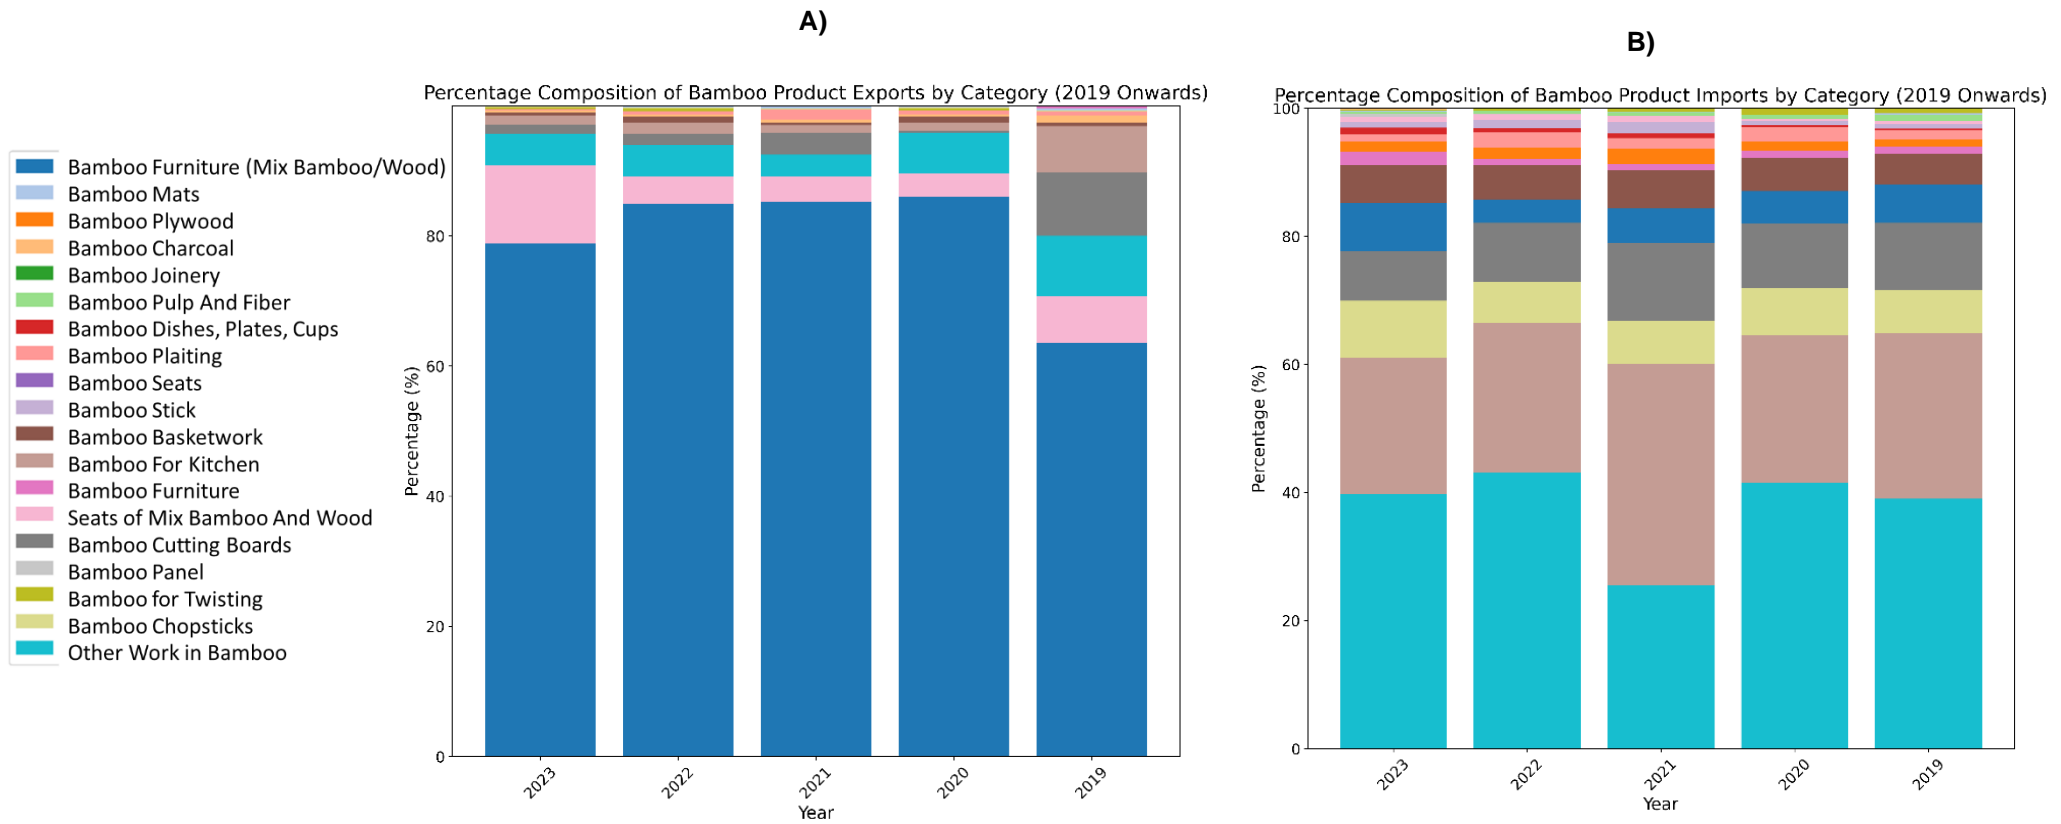 A)
B)
Percentage Composition of Bamboo Product Exports by Category (2019 Onwards)
Percentage Composition of Bamboo Product Imports by Category (2019 Onwards)
Bamboo Furniture (Mix Bamboo/Wood)
Bamboo Mats
Bamboo Plywood
Bamboo Charcoal
Bamboo Joinery
Bamboo Pulp And Fiber
Bamboo Dishes, Plates, Cups
Bamboo Plaiting
Bamboo Seats
Bamboo Stick
Bamboo Basketwork
Bamboo For Kitchen
Bamboo Furniture
Seats of Mix Bamboo And Wood
Bamboo Cutting Boards
Bamboo Panel
Bamboo for Twisting
Bamboo Chopsticks
Other Work in Bamboo
Percentage (%)
80
60
40
20
0
2023
2022
2021
2020
2019
Year
Percentage (%)
100
80
60
40
20
0
2023
2022
2021
2020
2019
Year